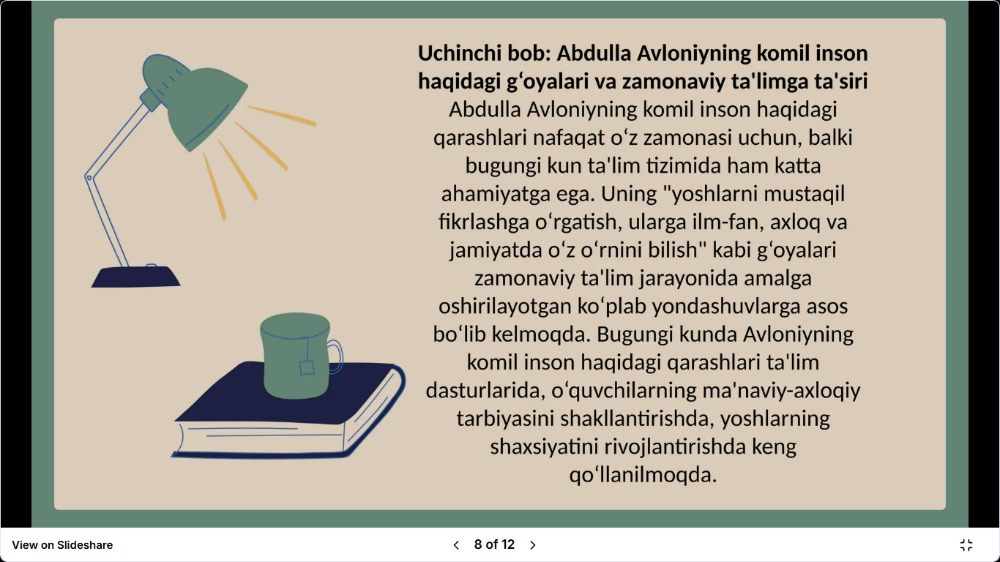 Uchinchi bob: Abdulla Avloniyning komil inson
haqidagi gʻoyalari va zamonaviy ta'limga ta'siri
Abdulla Avloniyning komil inson haqidagi
qarashlari nafaqat oʻz zamonasi uchun, balki
bugungi kun ta'lim tizimida ham katta
ahamiyatga ega. Uning "yoshlarni mustaqil
fikrlashga oʻrgatish, ularga ilm-fan, axloq va
jamiyatda oʻz oʻrnini bilish" kabi gʻoyalari
zamonaviy ta'lim jarayonida amalga
oshirilayotgan koʻplab yondashuvlarga asos
boʻlib kelmoqda. Bugungi kunda Avloniyning
komil inson haqidagi qarashlari ta'lim
dasturlarida, oʻquvchilarning ma'naviy-axloqiy
tarbiyasini shakllantirishda, yoshlarning
shaxsiyatini rivojlantirishda keng
qoʻllanilmoqda.
View on Slideshare
8 of 12